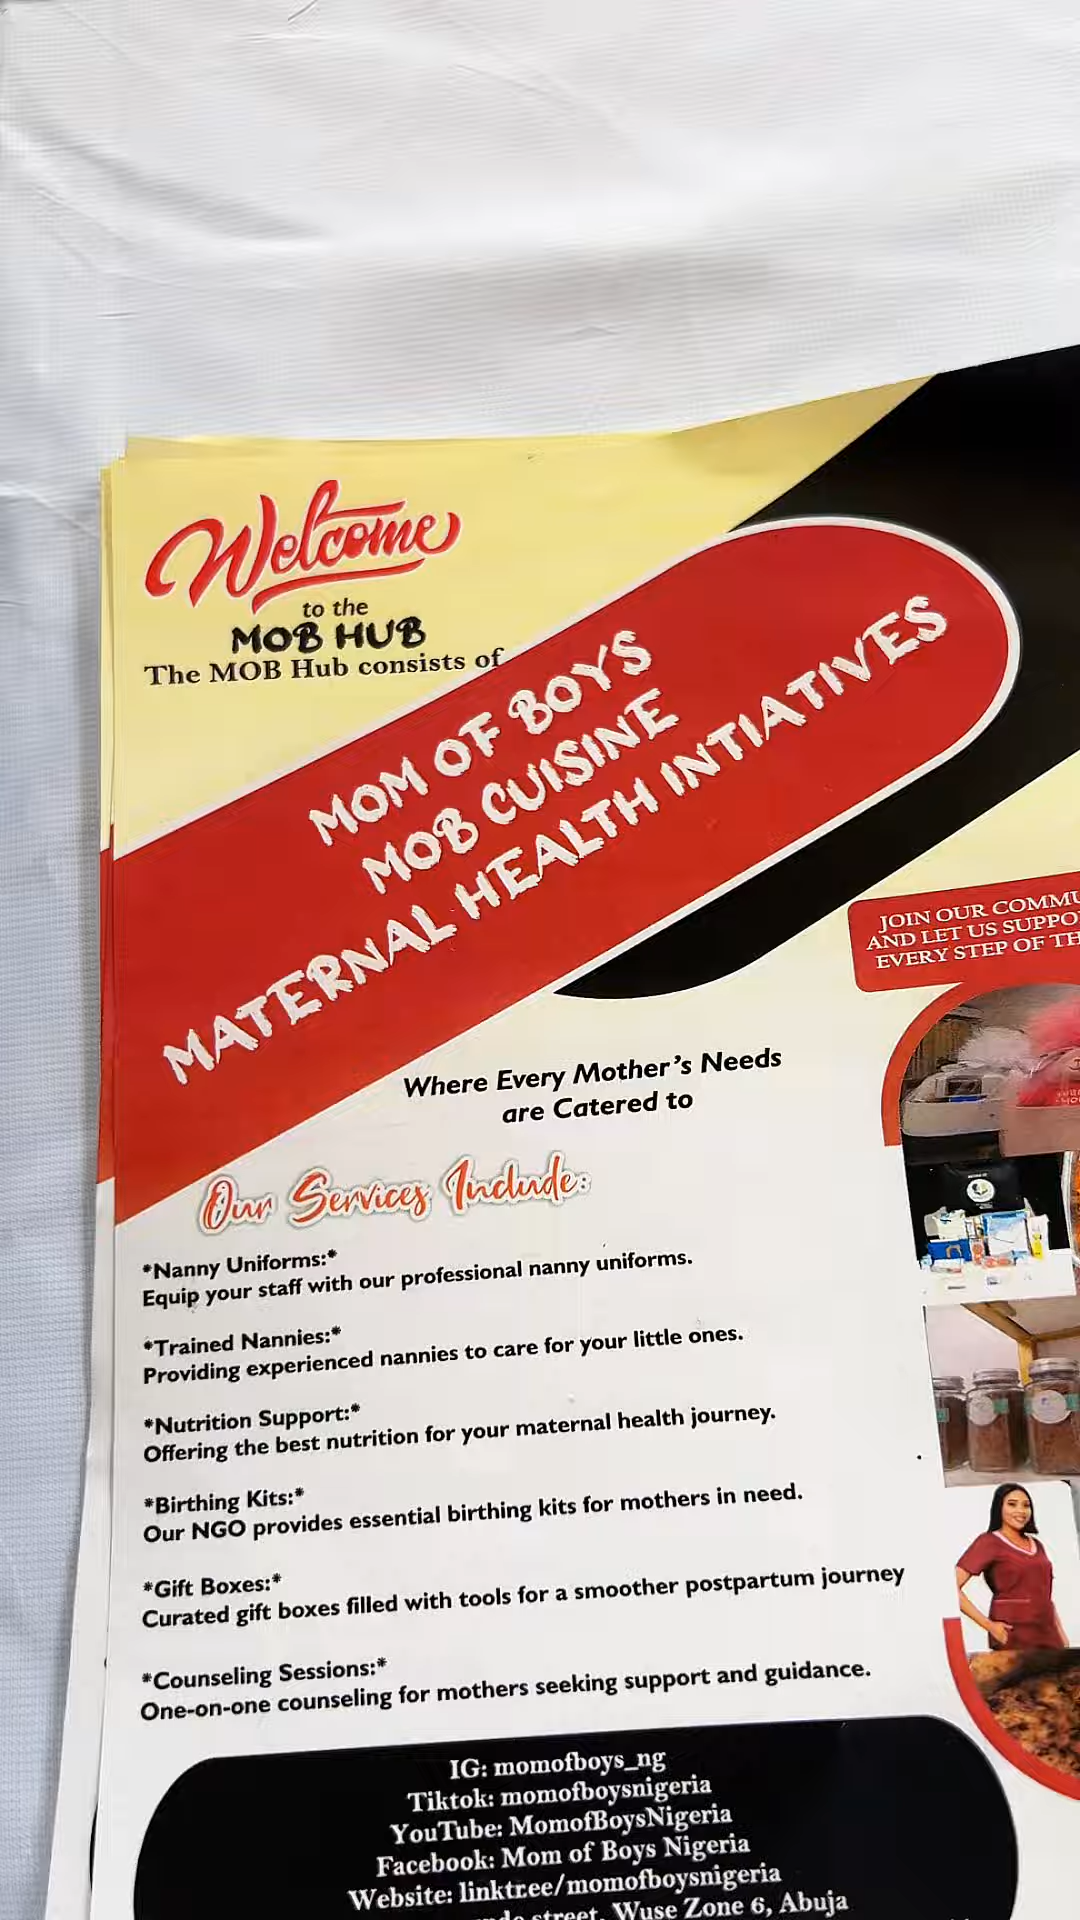 Welcome
to the
MOB HUB
The MOB Hub consists of
MOM OF BOYS
MOB CUISINE
MATERNAL HEALTH INTIATIVES
JOIN OUR
AND LET US
EVERY STEP OF
Where Every Mother's Needs
are Catered to
Our Services Include:
*Nanny Uniforms:*
Equip your staff with our professional nanny uniforms.
*Trained Nannies:*
Providing experienced nannies to care for your little ones.
*Nutrition Support:*
Offering the best nutrition for your maternal health journey.
*Birthing Kits:*
Our NGO provides essential birthing kits for mothers in need.
*Gift Boxes:*
Curated gift boxes filled with tools for a smoother postpartum journey
*Counseling Sessions:*
One-on-one counseling for mothers seeking support and guidance.
IG: momofboys_ng
Tiktok: momofboysnigeria
YouTube: MomofBoysNigeria
Facebook: Mom of Boys Nigeria
Website: linktr.ee/momofboysnigeria
street, Wuse Zone 6, Abuja